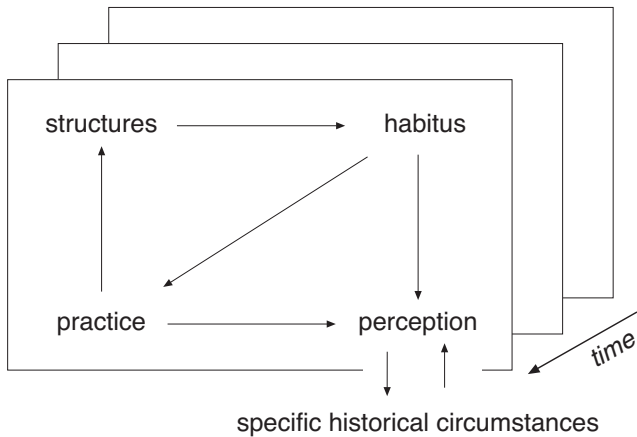 structures habitus
practice perception
time
specific historical circumstances